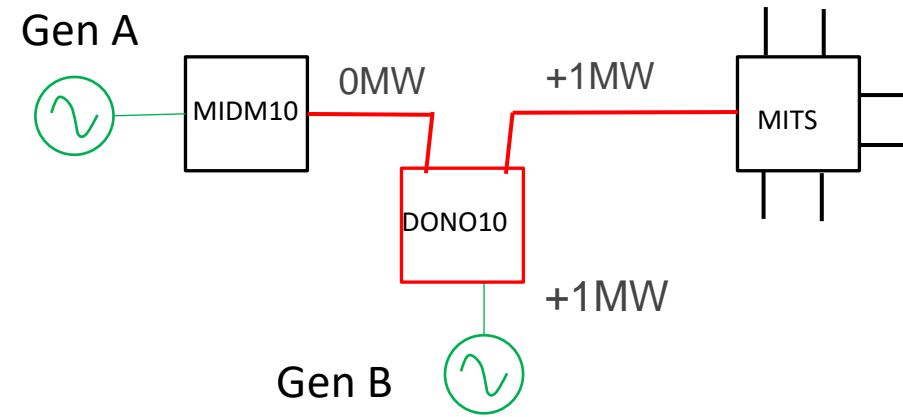 Gen A
MIDM10
0MW
+1MW
MITS
DONO10
+1MW
Gen B